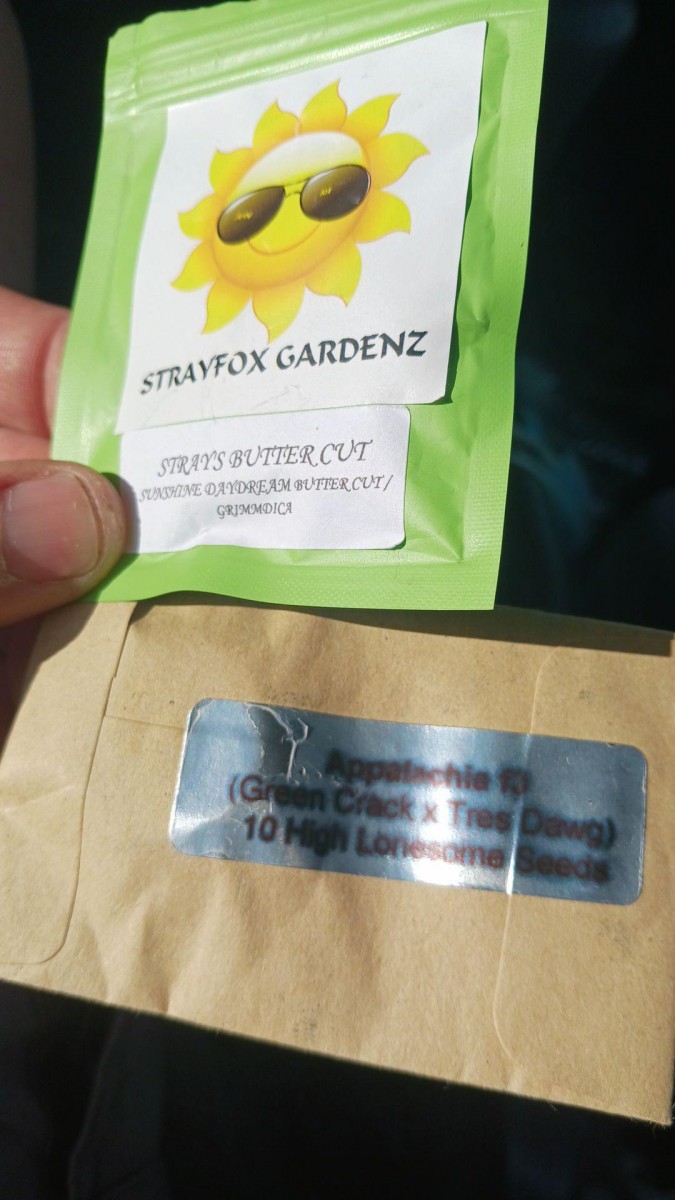 STRAYFOX GARDENZ
STRAYS BUTTER CUT
SUNSHINE DAYDREAM BUTTER CUT /
GRIMMDICA
Appalachia f3
(Green Crack x Tres Dawg)
10 High Lonesome Seeds